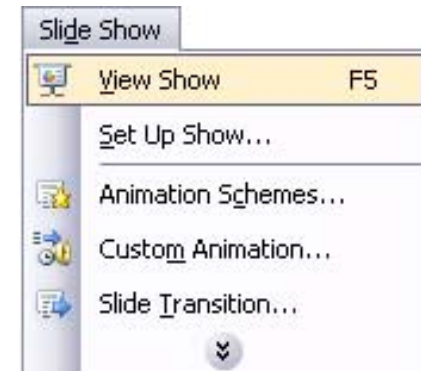 Slide Show
View Show F5
Set Up Show...
Animation Schemes...
Custom Animation...
Slide Transition...